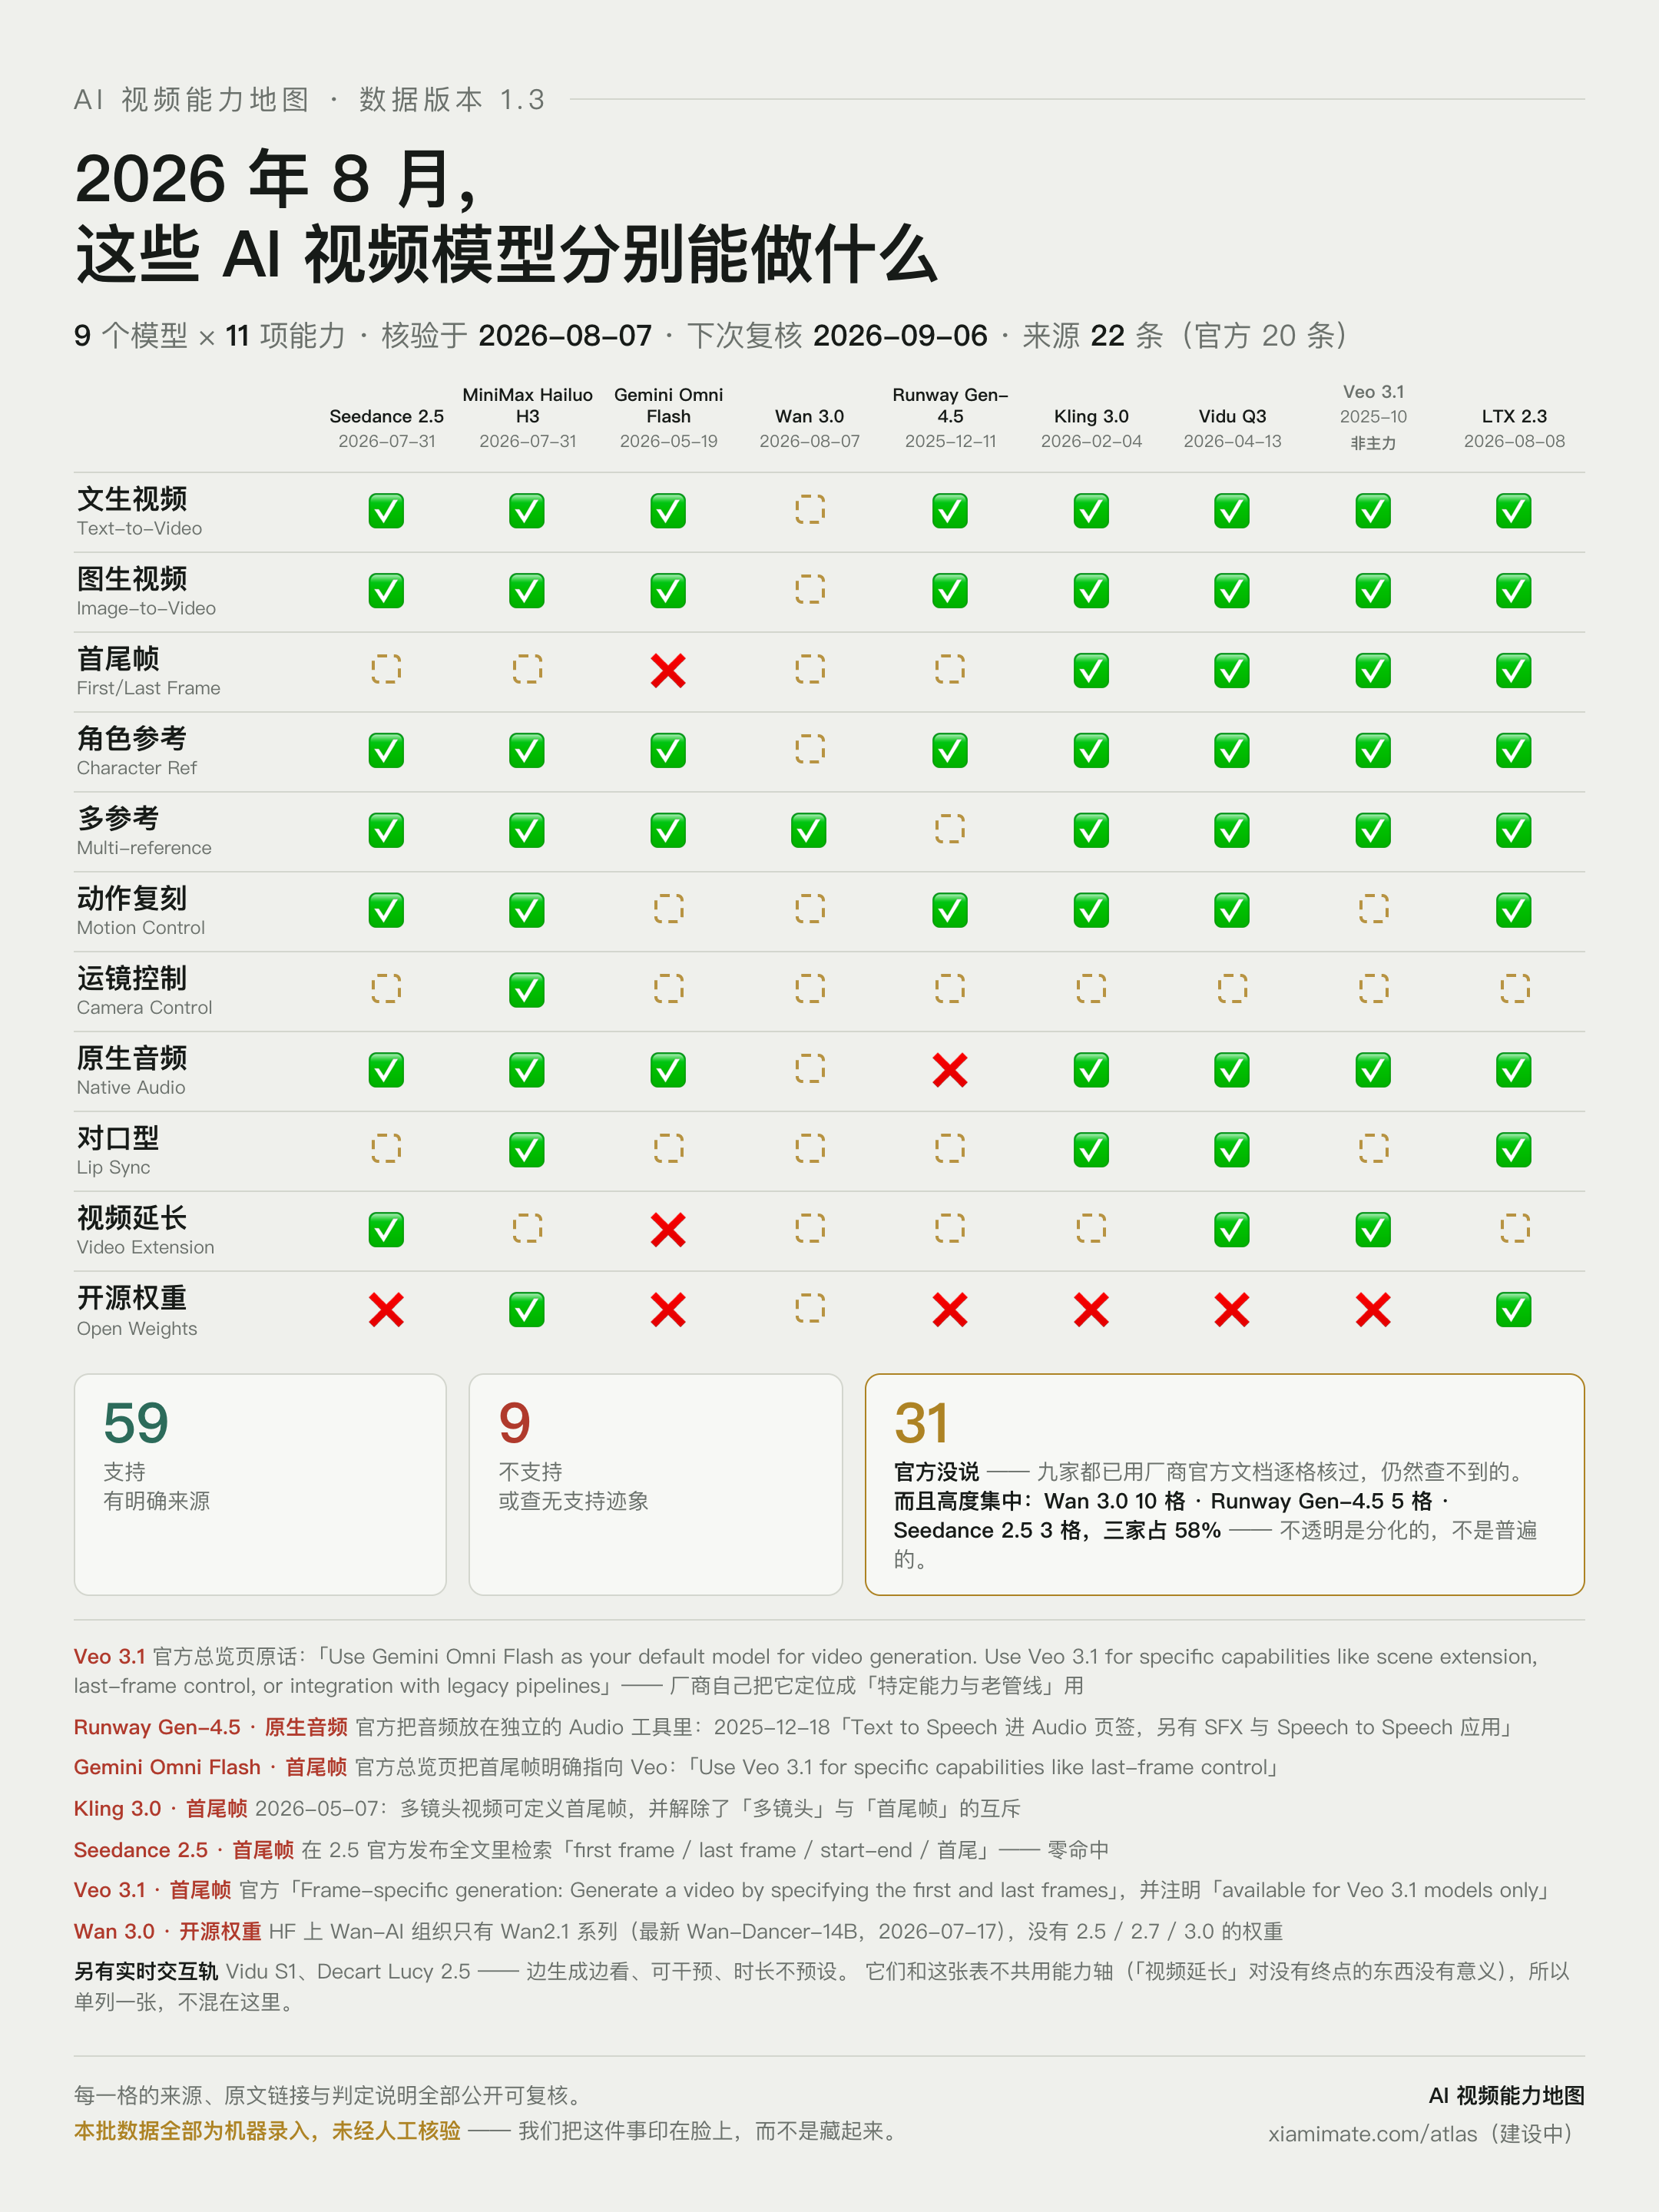 AI 视频能力地图 · 数据版本 1.3
2026 年 8 月，
这些 AI 视频模型分别能做什么
9 个模型 × 11 项能力 · 核验于 2026-08-07 · 下次复核 2026-09-06 · 来源 22 条（官方 20 条）
Seedance 2.5
2026-07-31
MiniMax Hailuo
H3
2026-07-31
Gemini Omni
Flash
2026-05-19
Wan 3.0
2026-08-07
Runway Gen-
4.5
2025-12-11
Kling 3.0
2026-02-04
Vidu Q3
2026-04-13
Veo 3.1
2025-10
非主力
LTX 2.3
2026-08-08
文生视频
Text-to-Video
图生视频
Image-to-Video
首尾帧
First/Last Frame
角色参考
Character Ref
多参考
Multi-reference
动作复刻
Motion Control
运镜控制
Camera Control
原生音频
Native Audio
对口型
Lip Sync
视频延长
Video Extension
开源权重
Open Weights
59
支持
有明确来源
9
不支持
或查无支持迹象
31
官方没说 —— 九家都已用厂商官方文档逐格核过，仍然查不到的。
而且高度集中：Wan 3.0 10 格 · Runway Gen-4.5 5 格 ·
Seedance 2.5 3 格，三家占 58% —— 不透明是分化的，不是普遍
的。
Veo 3.1 官方总览页原话：「Use Gemini Omni Flash as your default model for video generation. Use Veo 3.1 for specific capabilities like scene extension,
last-frame control, or integration with legacy pipelines」—— 厂商自己把它定位成「特定能力与老管线」用
Runway Gen-4.5 · 原生音频 官方把音频放在独立的 Audio 工具里：2025-12-18「Text to Speech 进 Audio 页签，另有 SFX 与 Speech to Speech 应用」
Gemini Omni Flash · 首尾帧 官方总览页把首尾帧明确指向 Veo：「Use Veo 3.1 for specific capabilities like last-frame control」
Kling 3.0 · 首尾帧 2026-05-07：多镜头视频可定义首尾帧，并解除了「多镜头」与「首尾帧」的互斥
Seedance 2.5 · 首尾帧 在 2.5 官方发布全文里检索「first frame / last frame / start-end / 首尾」—— 零命中
Veo 3.1 · 首尾帧 官方「Frame-specific generation: Generate a video by specifying the first and last frames」，并注明「available for Veo 3.1 models only」
Wan 3.0 · 开源权重 HF 上 Wan-AI 组织只有 Wan2.1 系列（最新 Wan-Dancer-14B，2026-07-17），没有 2.5 / 2.7 / 3.0 的权重
另有实时交互轨 Vidu S1、Decart Lucy 2.5 —— 边生成边看、可干预、时长不预设。 它们和这张表不共用能力轴（「视频延长」对没有终点的东西没有意义），所以
单列一张，不混在这里。
每一格的来源、原文链接与判定说明全部公开可复核。
本批数据全部为机器录入，未经人工核验 —— 我们把这件事印在脸上，而不是藏起来。
AI 视频能力地图
xiamimate.com/atlas（建设中）